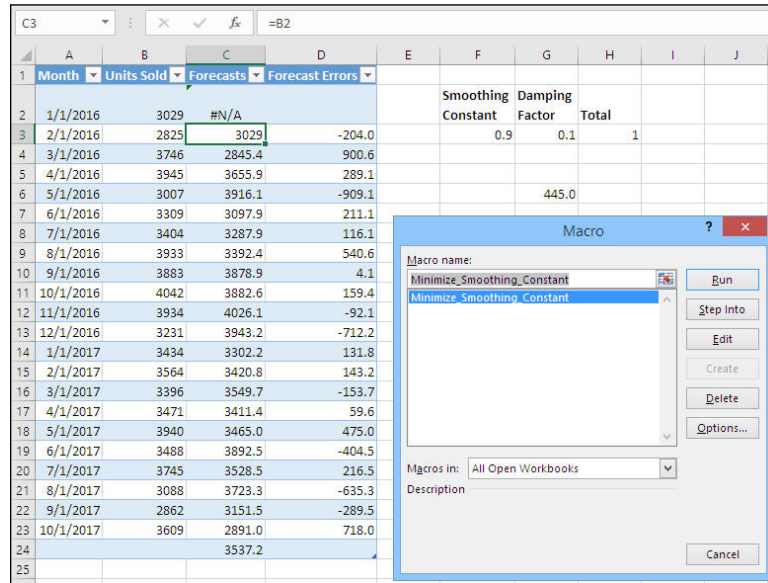 C3 fx =B2
A B C D E F G H I J
1 Month Units Sold Forecasts Forecast Errors
2 1/1/2016 3029 #N/A Smoothing Constant Damping Factor Total
3 2/1/2016 2825 3029 -204.0 0.9 0.1 1
4 3/1/2016 3746 2845.4 900.6
5 4/1/2016 3945 3655.9 289.1
6 5/1/2016 3007 3916.1 -909.1 445.0
7 6/1/2016 3309 3097.9 211.1
8 7/1/2016 3404 3287.9 116.1
9 8/1/2016 3933 3392.4 540.6
10 9/1/2016 3883 3878.9 4.1
11 10/1/2016 4042 3882.6 159.4
12 11/1/2016 3934 4026.1 -92.1
13 12/1/2016 3231 3943.2 -712.2
14 1/1/2017 3434 3302.2 131.8
15 2/1/2017 3564 3420.8 143.2
16 3/1/2017 3396 3549.7 -153.7
17 4/1/2017 3471 3411.4 59.6
18 5/1/2017 3940 3465.0 475.0
19 6/1/2017 3488 3892.5 -404.5
20 7/1/2017 3745 3528.5 216.5
21 8/1/2017 3088 3723.3 -635.3
22 9/1/2017 2862 3151.5 -289.5
23 10/1/2017 3609 2891.0 718.0
24 3537.2
25
Macro ?
Macro name:
Minimize_Smoothing_Constant
Minimize_Smoothing_Constant
Run
Step Into
Edit
Create
Delete
Options...
Macros in: All Open Workbooks
Description
Cancel